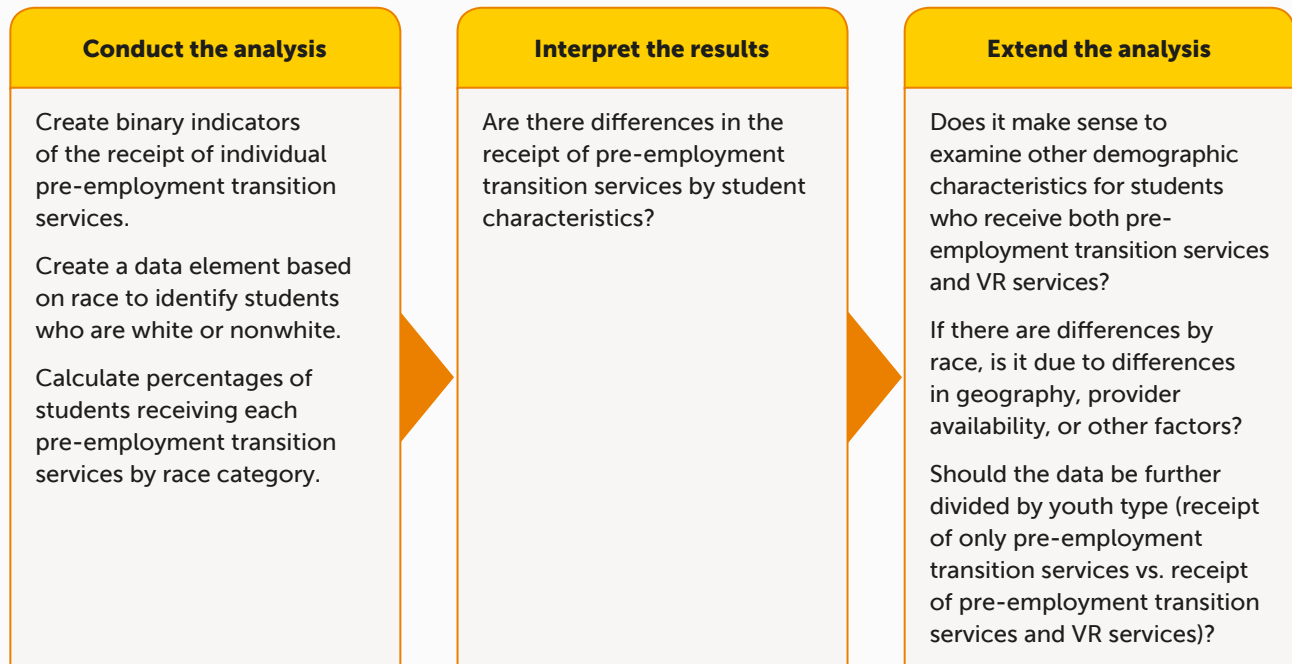 Conduct the analysis
Create binary indicators
of the receipt of individual
pre-employment transition
services.
Create a data element based
on race to identify students
who are white or nonwhite.
Calculate percentages of
students receiving each
pre-employment transition
services by race category.
Interpret the results
Are there differences in the
receipt of pre-employment
transition services by student
characteristics?
Extend the analysis
Does it make sense to
examine other demographic
characteristics for students
who receive both pre-
employment transition services
and VR services?
If there are differences by
race, is it due to differences
in geography, provider
availability, or other factors?
Should the data be further
divided by youth type (receipt
of only pre-employment
transition services vs. receipt
of pre-employment transition
services and VR services)?